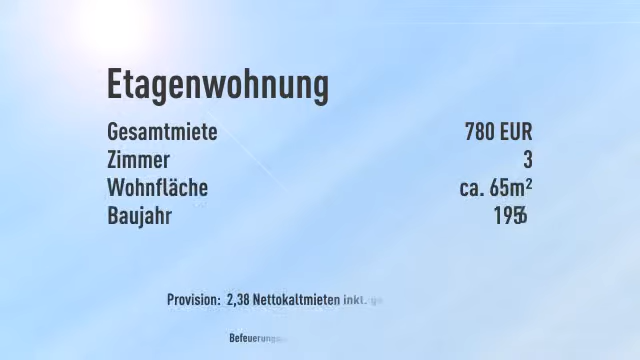 Etagenwohnung
Gesamtmiete 780 EUR
Zimmer 3
Wohnfläche ca. 65m²
Baujahr
Provision: 2,38 Nettokaltmieten inkl.